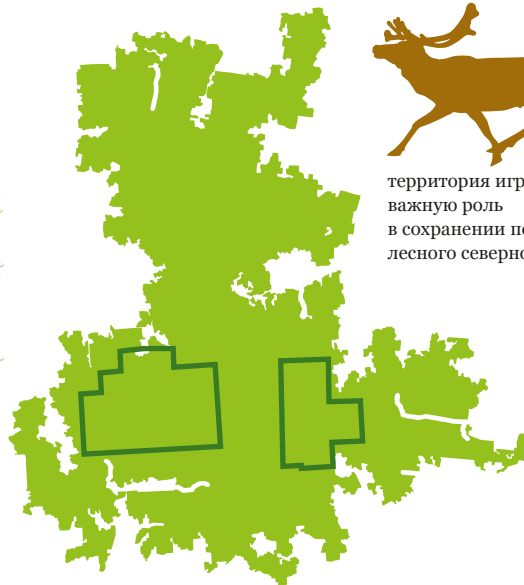 территория игр
важную роль
в сохранении по
лесного северно